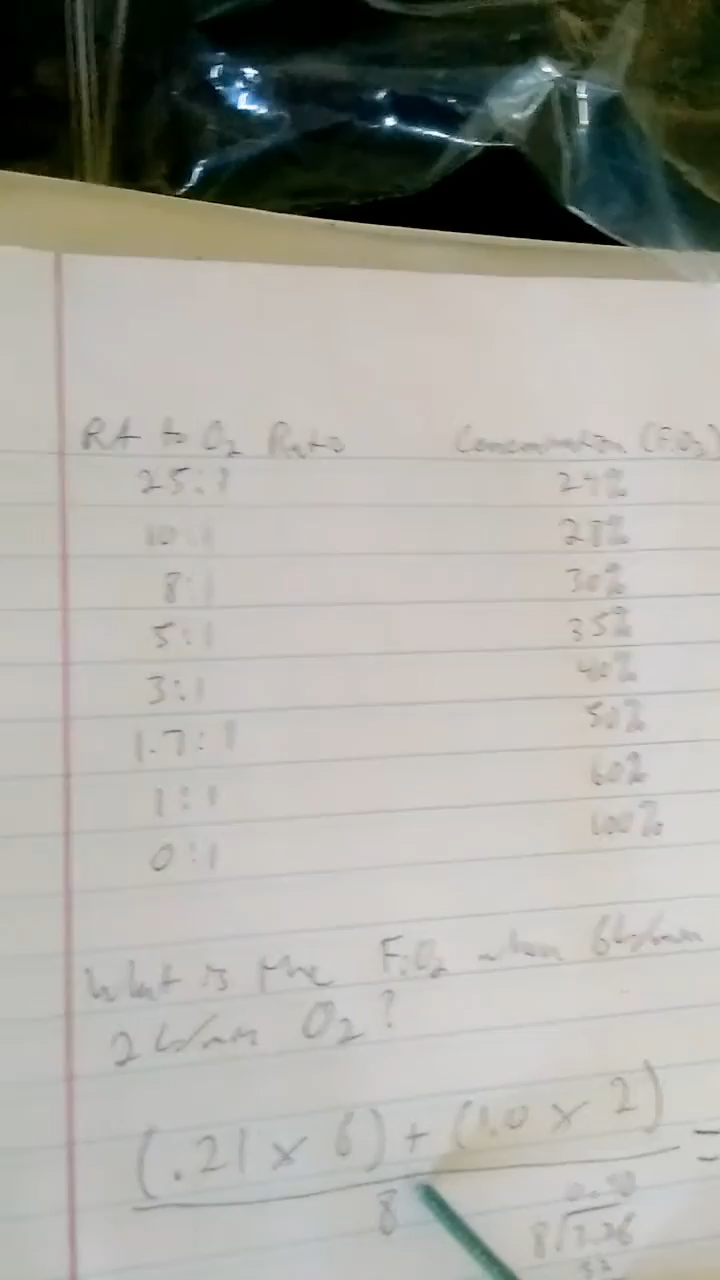 RA to O2 Ratio Concentration (FiO2)
25:1 24%
10:1 28%
8:1 30%
5:1 35%
3:1 40%
1.7:1 50%
1:1 60%
0:1 100%
What is the FiO2 when 6L/min
2 L/min O2?
(.21 x 6) + (1.0 x 2) =
8
0.40
8